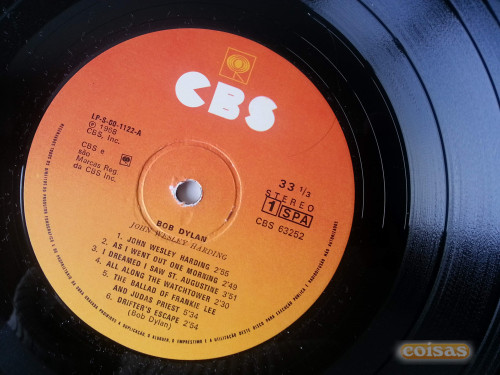 CBS
LP-S-00-1122-A
℗ 1968
CBS, Inc.
CBS e
são
Marcas Reg.
da CBS Inc.
33 1/3
STEREO
1 SPA
CBS 63252
BOB DYLAN
JOHN WESLEY HARDING
1. JOHN WESLEY HARDING 2'55
2. AS I WENT OUT ONE MORNING 2'45
3. I DREAMED I SAW ST. AUGUSTINE 3'51
4. ALL ALONG THE WATCHTOWER 2'30
5. THE BALLAD OF FRANKIE LEE
AND JUDAS PRIEST 5'34
6. DRIFTER'S ESCAPE 2'54
(Bob Dylan)
coisas